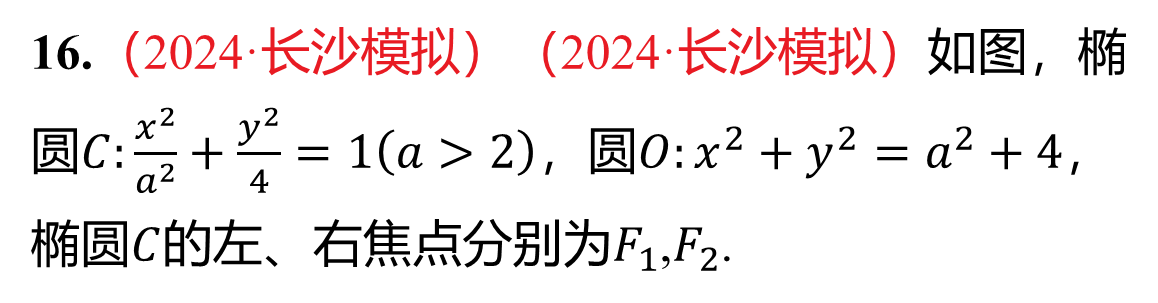 16.（2024·长沙模拟）（2024·长沙模拟）如图，椭
圆C:x²/a²+y²/4=1(a>2)，圆O:x²+y²=a²+4，
椭圆C的左、右焦点分别为F₁,F₂.